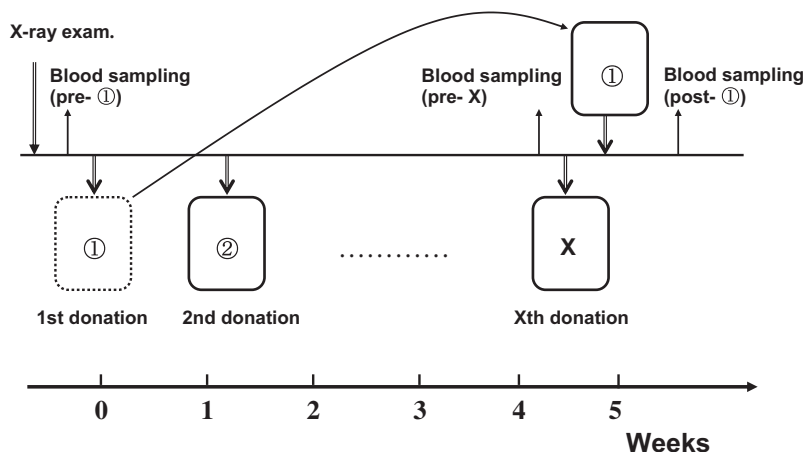 X-ray exam.
Blood sampling
(pre- ①)
Blood sampling
(pre- X)
①
Blood sampling
(post- ①)
①
②
............
X
1st donation
2nd donation
Xth donation
0
1
2
3
4
5
Weeks